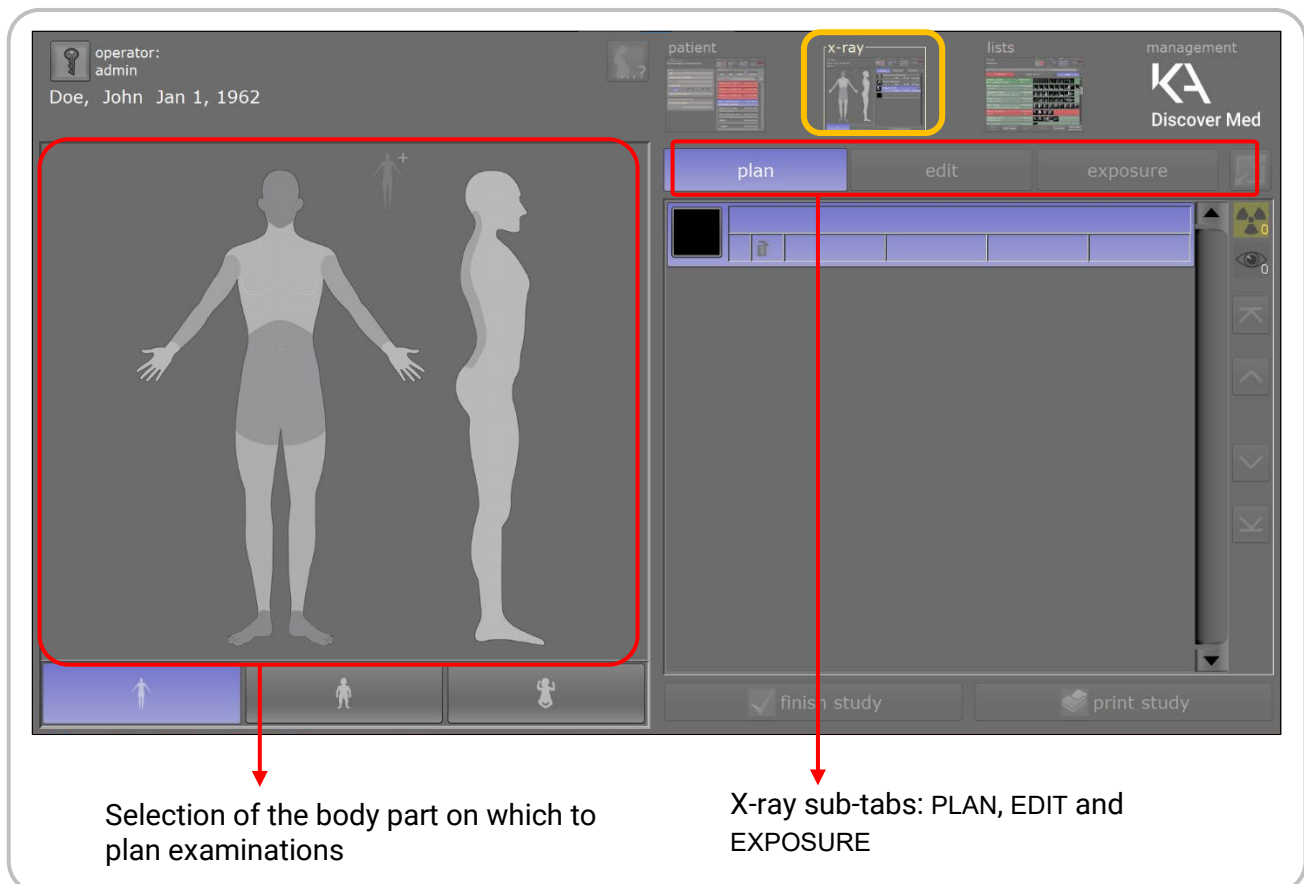 operator:
admin
Doe, John Jan 1, 1962
...?
patient
x-ray
lists
management
KA
Discover Med
plan
edit
exposure
0
0
finish study
print study
Selection of the body part on which to
plan examinations
X-ray sub-tabs: PLAN, EDIT and
EXPOSURE